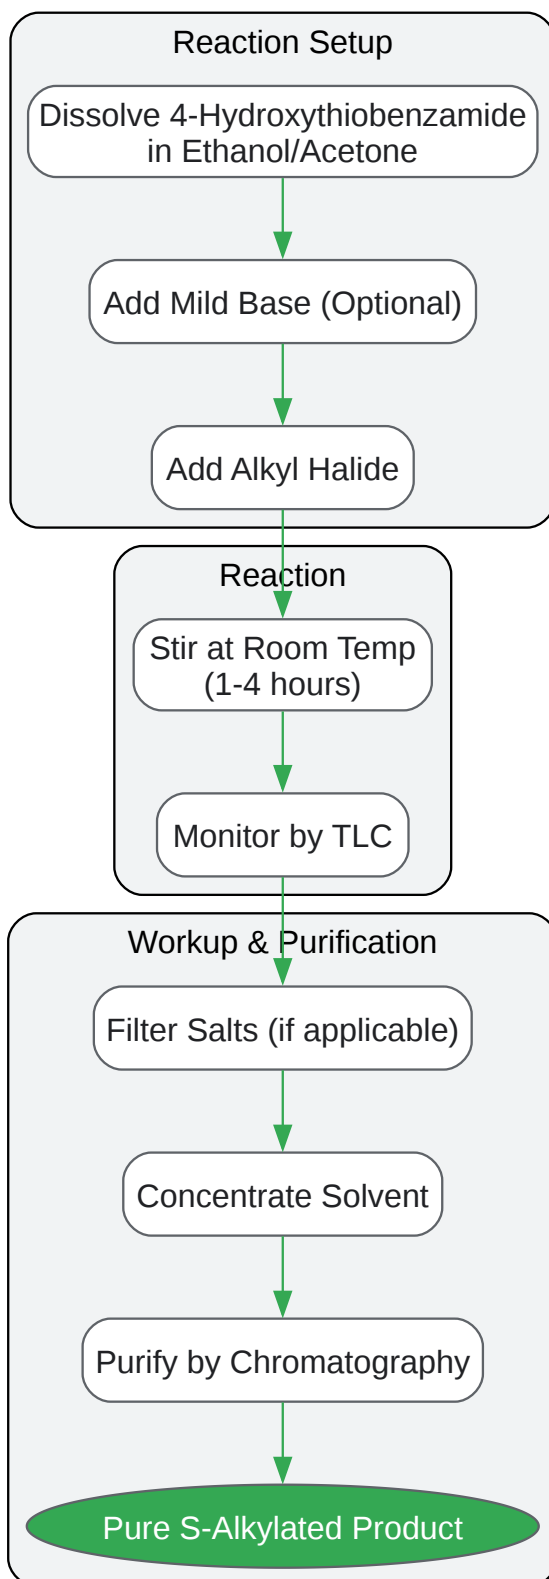 Reaction Setup
Dissolve 4-Hydroxythiobenzamide
in Ethanol/Acetone
Add Mild Base (Optional)
Add Alkyl Halide
Reaction
Stir at Room Temp
(1-4 hours)
Monitor by TLC
Workup & Purification
Filter Salts (if applicable)
Concentrate Solvent
Purify by Chromatography
Pure S-Alkylated Product